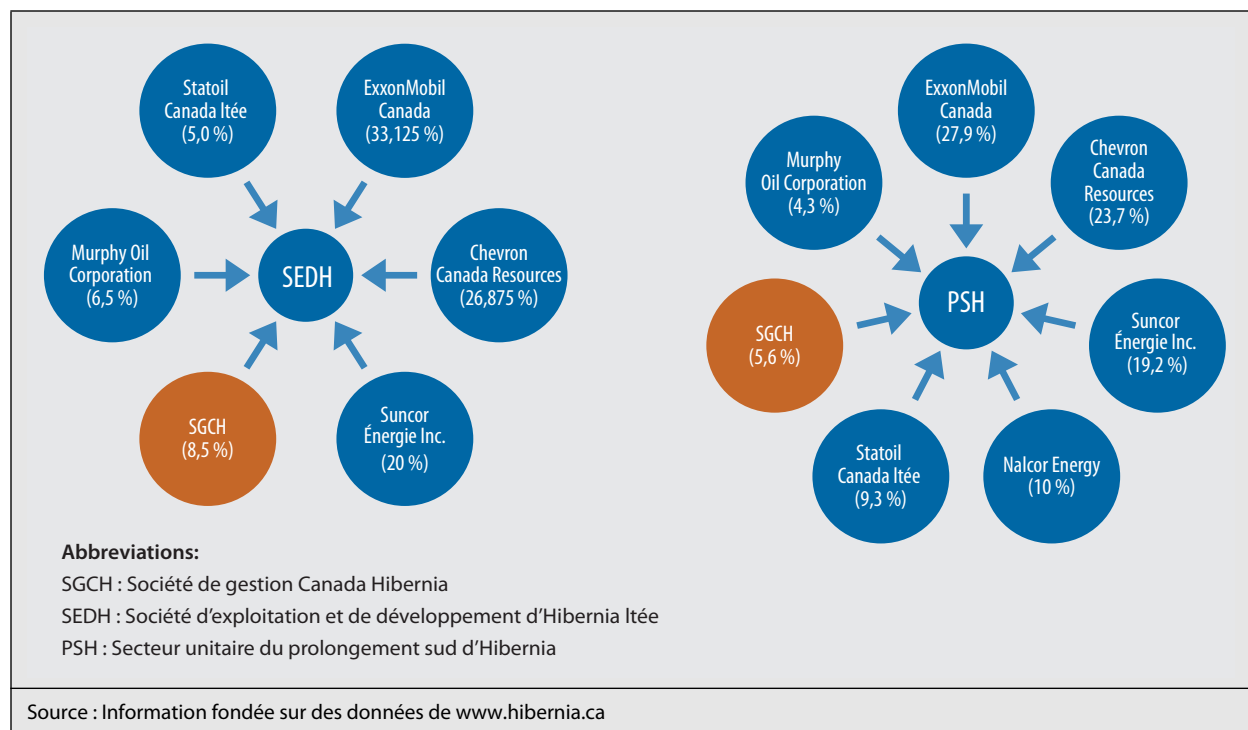 Statoil
Canada ltée
(5,0 %)
ExxonMobil
Canada
(33,125 %)
Murphy Oil
Corporation
(6,5 %)
SEDH
Chevron
Canada Resources
(26,875 %)
SGCH
(8,5 %)
Suncor
Énergie Inc.
(20 %)
ExxonMobil
Canada
(27,9 %)
Murphy
Oil Corporation
(4,3 %)
Chevron
Canada
Resources
(23,7 %)
PSH
SGCH
(5,6 %)
Suncor
Énergie Inc.
(19,2 %)
Statoil
Canada ltée
(9,3 %)
Nalcor Energy
(10 %)
Abbreviations:
SGCH : Société de gestion Canada Hibernia
SEDH : Société d’exploitation et de développement d’Hibernia ltée
PSH : Secteur unitaire du prolongement sud d’Hibernia
Source : Information fondée sur des données de www.hibernia.ca